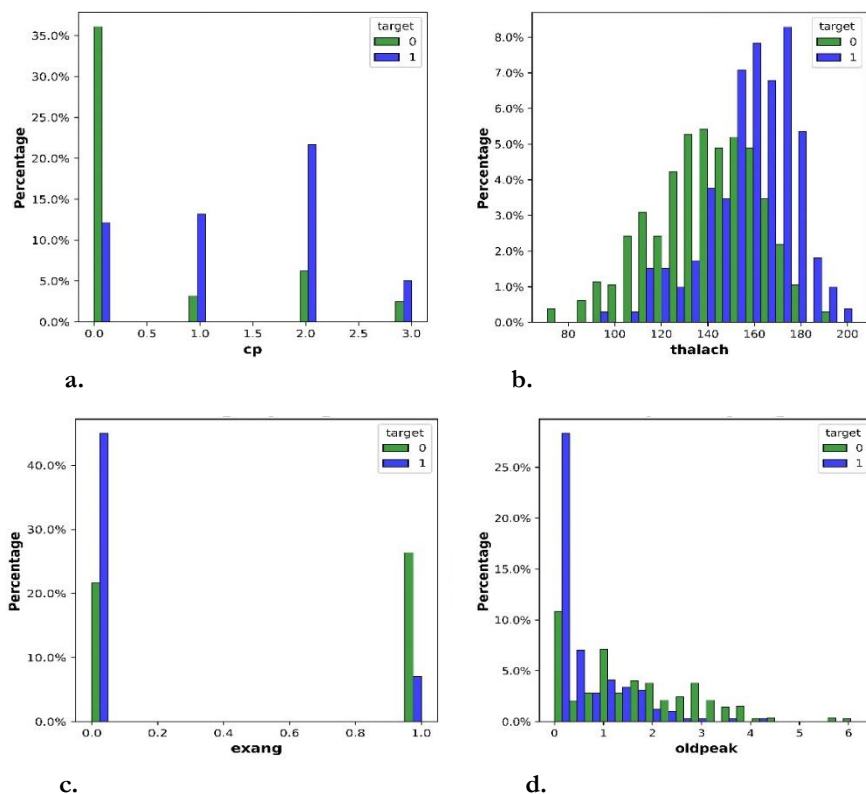 target
0
1
35.0%
30.0%
25.0%
20.0%
15.0%
10.0%
5.0%
0.0%
Percentage
0.0 0.5 1.0 1.5 2.0 2.5 3.0
cp
a.
target
0
1
8.0%
7.0%
6.0%
5.0%
4.0%
3.0%
2.0%
1.0%
0.0%
Percentage
80 100 120 140 160 180 200
thalach
b.
target
0
1
40.0%
30.0%
20.0%
10.0%
0.0%
Percentage
0.0 0.2 0.4 0.6 0.8 1.0
exang
c.
target
0
1
25.0%
20.0%
15.0%
10.0%
5.0%
0.0%
Percentage
0 1 2 3 4 5 6
oldpeak
d.